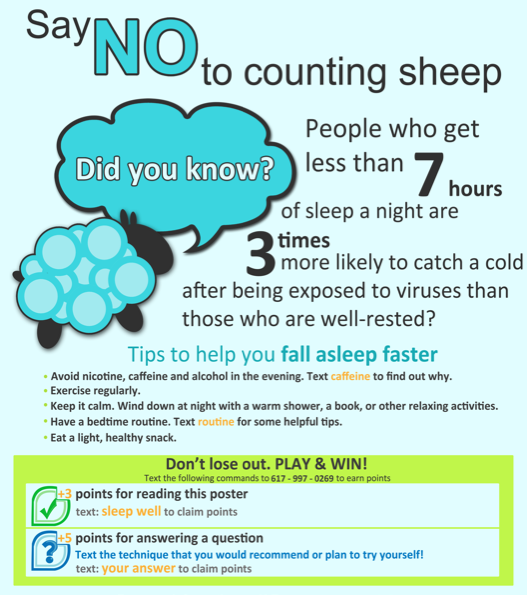 Say NO to counting sheep
Did you know?
People who get
less than 7 hours
of sleep a night are
3 times
more likely to catch a cold
after being exposed to viruses than
those who are well-rested?
Tips to help you fall asleep faster
• Avoid nicotine, caffeine and alcohol in the evening. Text caffeine to find out why.
• Exercise regularly.
• Keep it calm. Wind down at night with a warm shower, a book, or other relaxing activities.
• Have a bedtime routine. Text routine for some helpful tips.
• Eat a light, healthy snack.
Don't lose out. PLAY & WIN!
Text the following commands to 617 - 997 - 0269 to earn points
+3 points for reading this poster
text: sleep well to claim points
+5 points for answering a question
?
Text the technique that you would recommend or plan to try yourself!
text: your answer to claim points